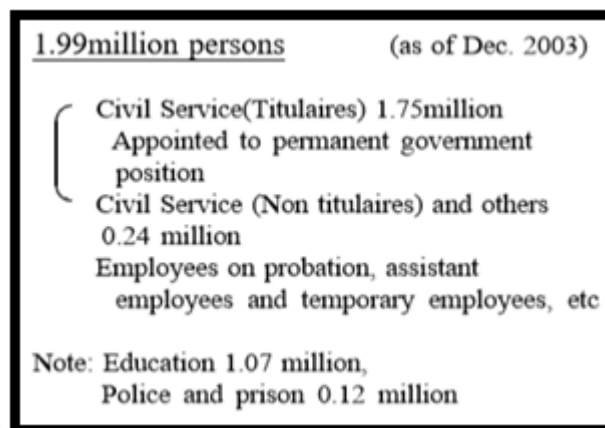 1.99million persons (as of Dec. 2003)
Civil Service(Titulaires) 1.75million
Appointed to permanent government
position
Civil Service (Non titulaires) and others
0.24 million
Employees on probation, assistant
employees and temporary employees, etc
Note: Education 1.07 million,
Police and prison 0.12 million